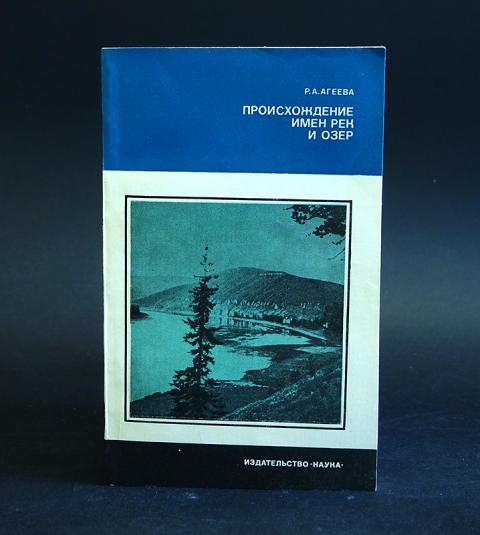 Р.А.АГЕЕВА
ПРОИСХОЖДЕНИЕ
ИМЕН РЕК
И ОЗЕР
ИЗДАТЕЛЬСТВО·НАУКА·